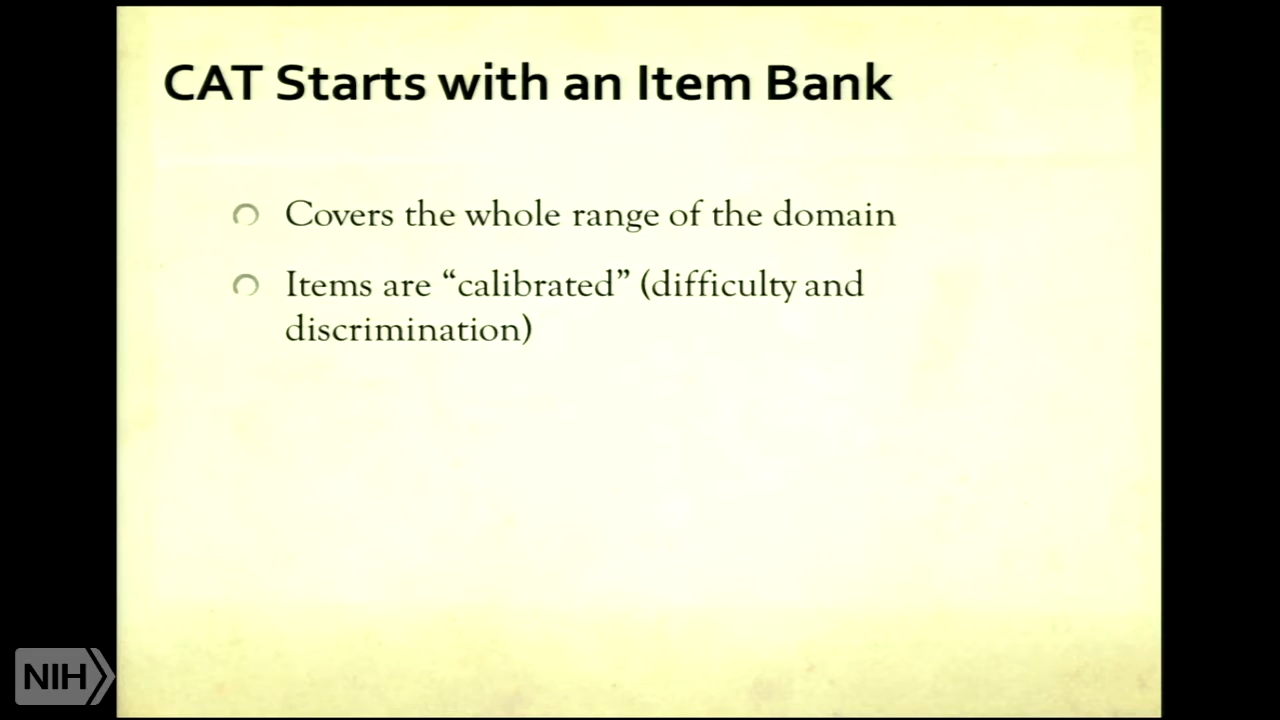 CAT Starts with an Item Bank
Covers the whole range of the domain
Items are “calibrated” (difficulty and
discrimination)
NIH